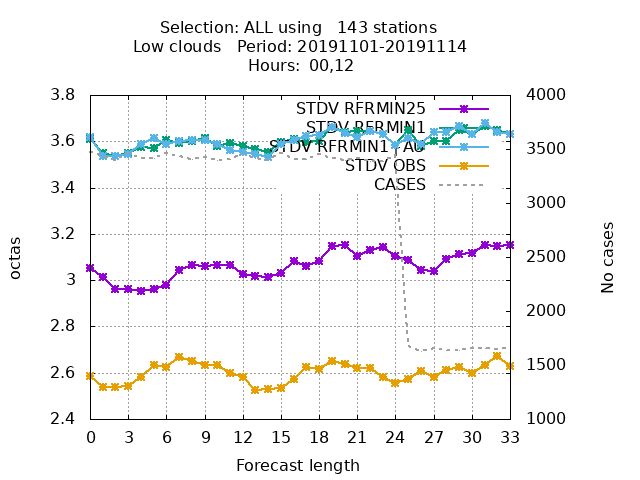 Selection: ALL using   143 stations
Low clouds   Period: 20191101-20191114
Hours:  00,12
STDV RFRMIN25
STDV RFRMIN1
STDV RFRMIN1_AU
STDV OBS
CASES
3.8
3.6
3.4
3.2
3
2.8
2.6
2.4
octas
4000
3500
3000
2500
2000
1500
1000
No cases
0 3 6 9 12 15 18 21 24 27 30 33
Forecast length